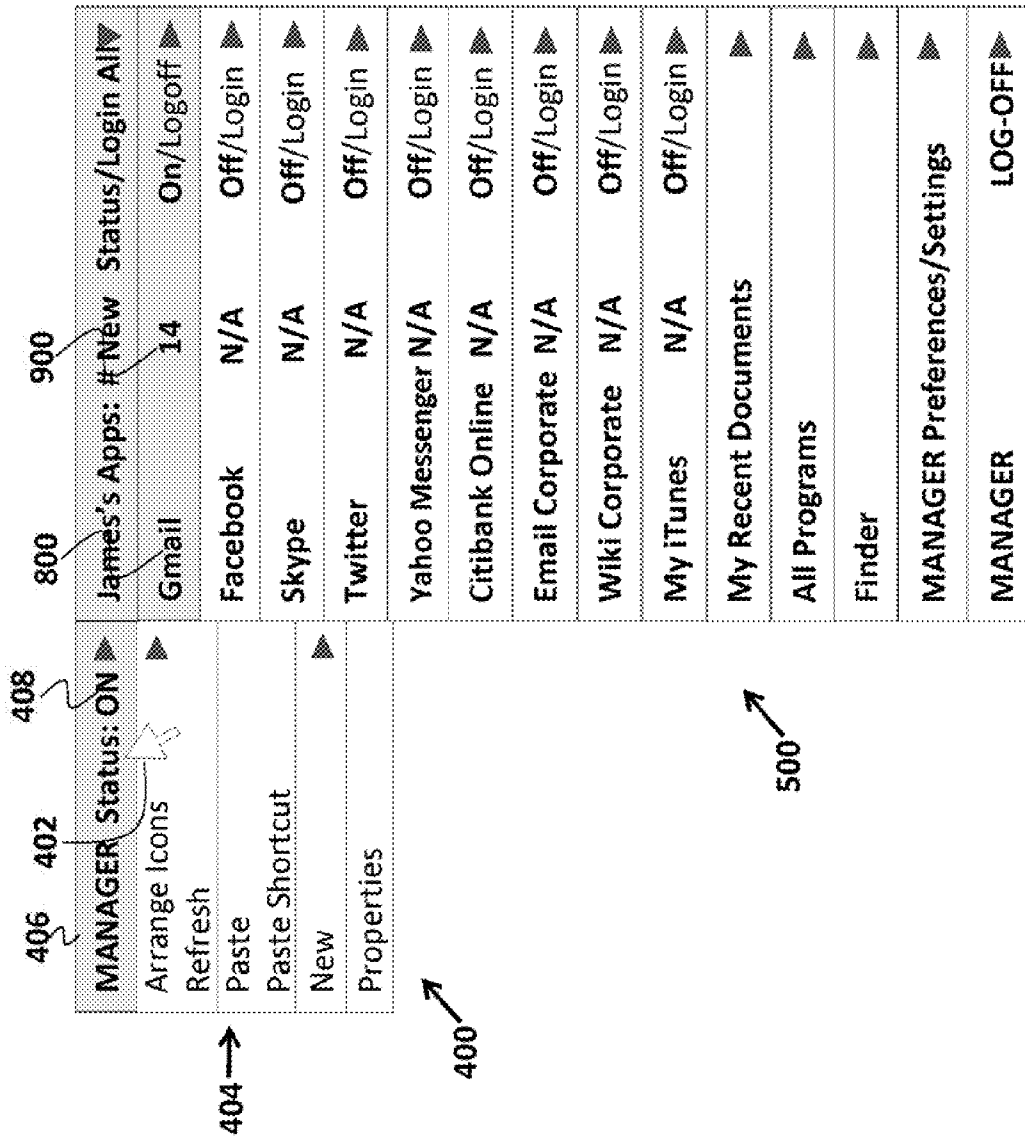 406
402
408
MANAGER Status: ON
Arrange Icons
Refresh
Paste
Paste Shortcut
New
Properties
404
400
800
900
James's Apps: # New Status/Login All
Gmail 14 On/Logoff
Facebook N/A Off/Login
Skype N/A Off/Login
Twitter N/A Off/Login
Yahoo Messenger N/A Off/Login
Citibank Online N/A Off/Login
Email Corporate N/A Off/Login
Wiki Corporate N/A Off/Login
My iTunes N/A Off/Login
My Recent Documents
All Programs
Finder
MANAGER Preferences/Settings
MANAGER LOG-OFF
500